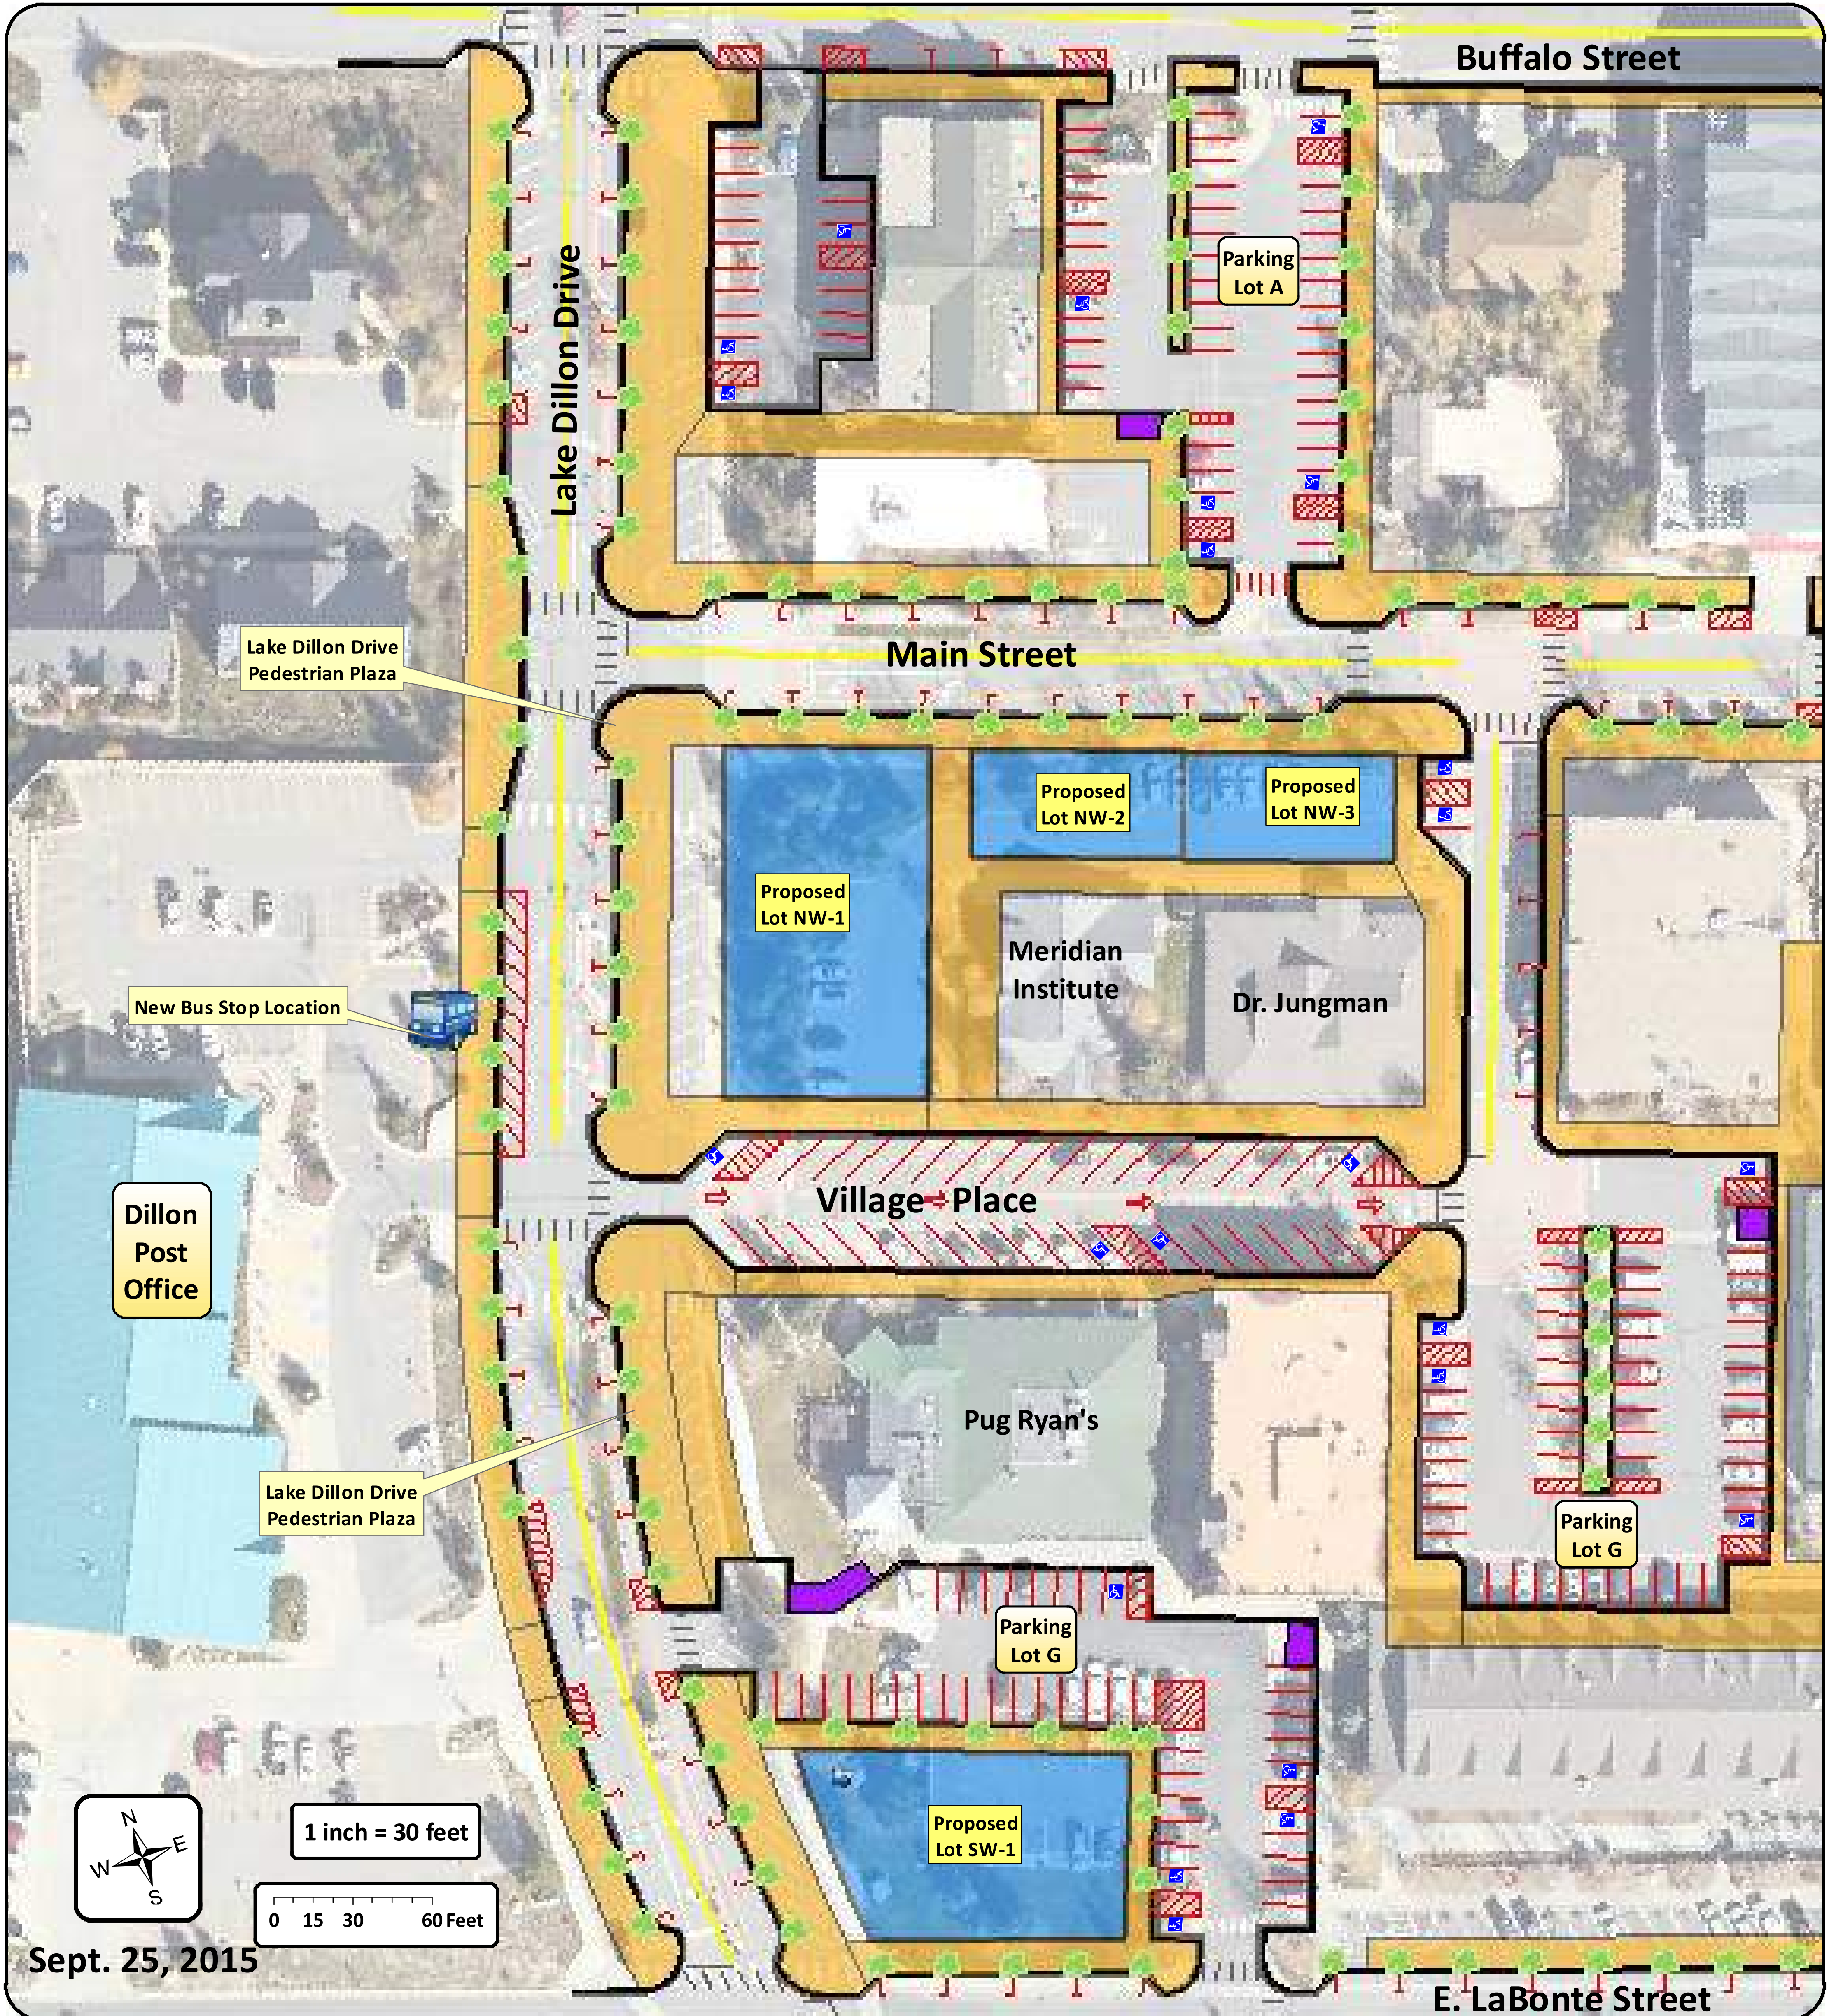 Buffalo Street
Lake Dillon Drive
Parking
Lot A
Lake Dillon Drive
Pedestrian Plaza
Main Street
Proposed
Lot NW-2
Proposed
Lot NW-3
Proposed
Lot NW-1
Meridian
Institute
Dr. Jungman
New Bus Stop Location
Village Place
Dillon
Post
Office
Pug Ryan's
Lake Dillon Drive
Pedestrian Plaza
Parking
Lot G
Parking
Lot G
Proposed
Lot SW-1
N
E
W
S
1 inch = 30 feet
0 15 30 60 Feet
Sept. 25, 2015
E. LaBonte Street